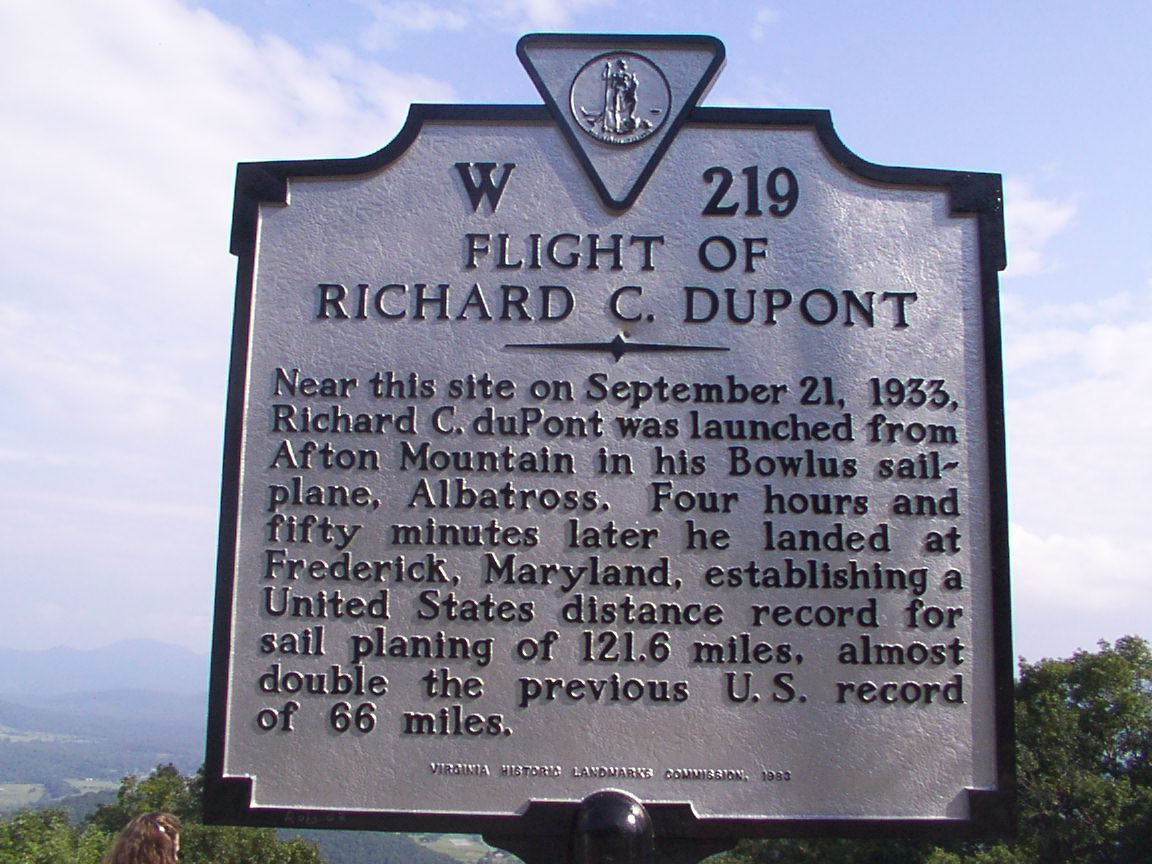 W 219
FLIGHT OF
RICHARD C. DUPONT
Near this site on September 21, 1933,
Richard C. duPont was launched from
Afton Mountain in his Bowlus sail-
plane, Albatross. Four hours and
fifty minutes later he landed at
Frederick, Maryland, establishing a
United States distance record for
sail planing of 121.6 miles, almost
double the previous U.S. record
of 66 miles.
VIRGINIA HISTORIC LANDMARKS COMMISSION, 1983